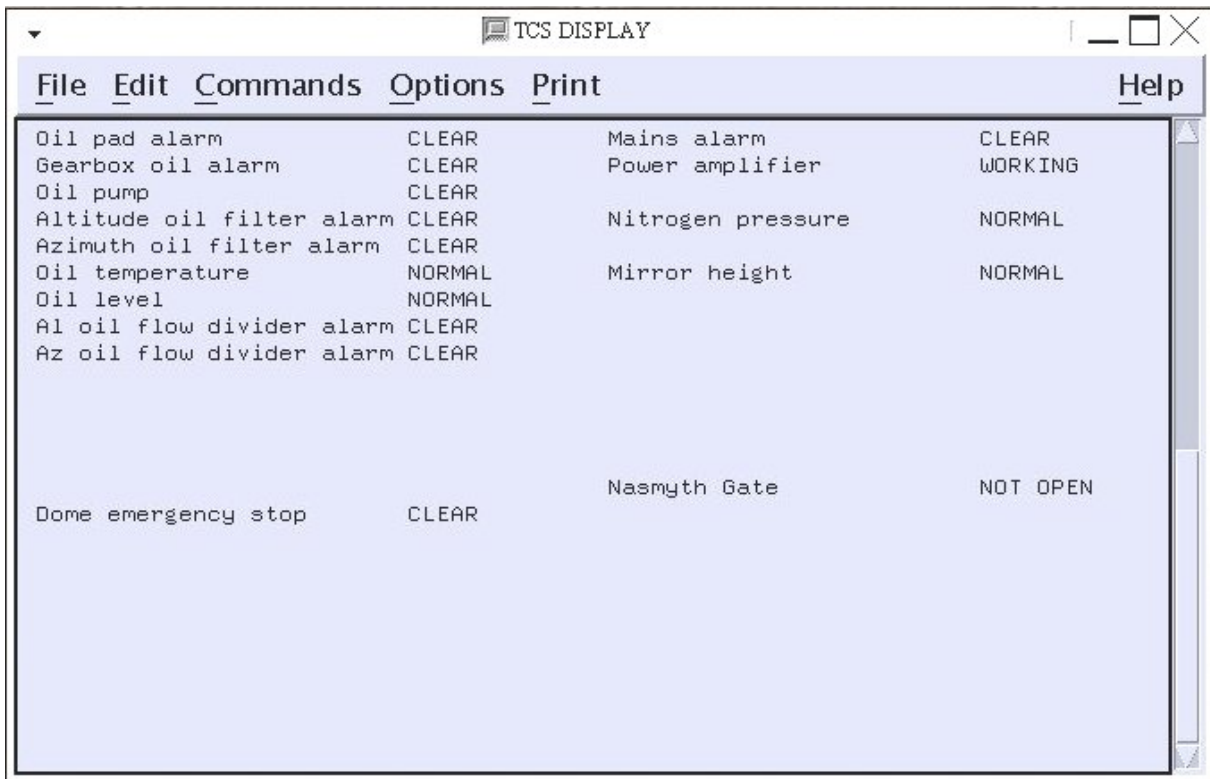 TCS DISPLAY
File Edit Commands Options Print Help
Oil pad alarm CLEAR Mains alarm CLEAR
Gearbox oil alarm CLEAR Power amplifier WORKING
Oil pump CLEAR
Altitude oil filter alarm CLEAR Nitrogen pressure NORMAL
Azimuth oil filter alarm CLEAR
Oil temperature NORMAL Mirror height NORMAL
Oil level NORMAL
Al oil flow divider alarm CLEAR
Az oil flow divider alarm CLEAR
Nasmyth Gate NOT OPEN
Dome emergency stop CLEAR